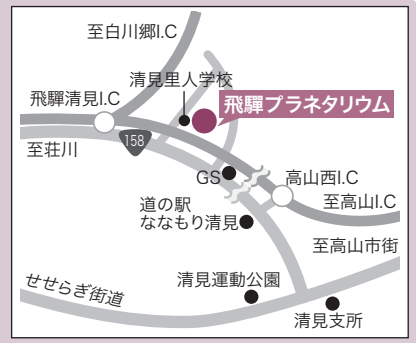 至白川郷I.C
清見里人学校
飛驒清見I.C
飛驒プラネタリウム
158
至荘川
GS
高山西I.C
至高山I.C
道の駅
ななもり清見
至高山市街
せせらぎ街道
清見運動公園
清見支所